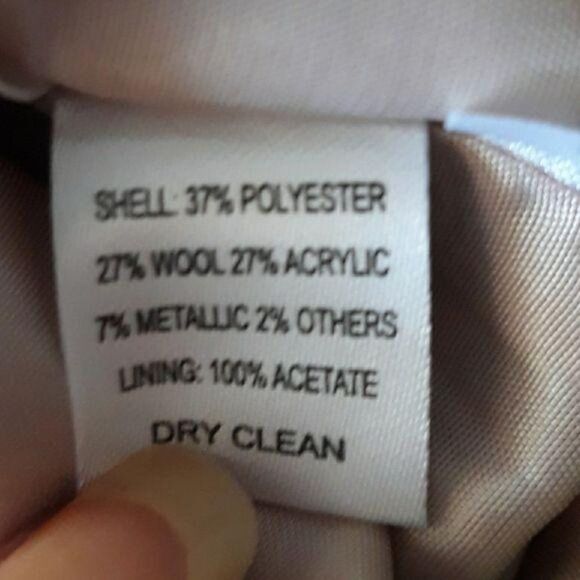 SHELL: 37% POLYESTER
27% WOOL 27% ACRYLIC
7% METALLIC 2% OTHERS
LINING: 100% ACETATE
DRY CLEAN